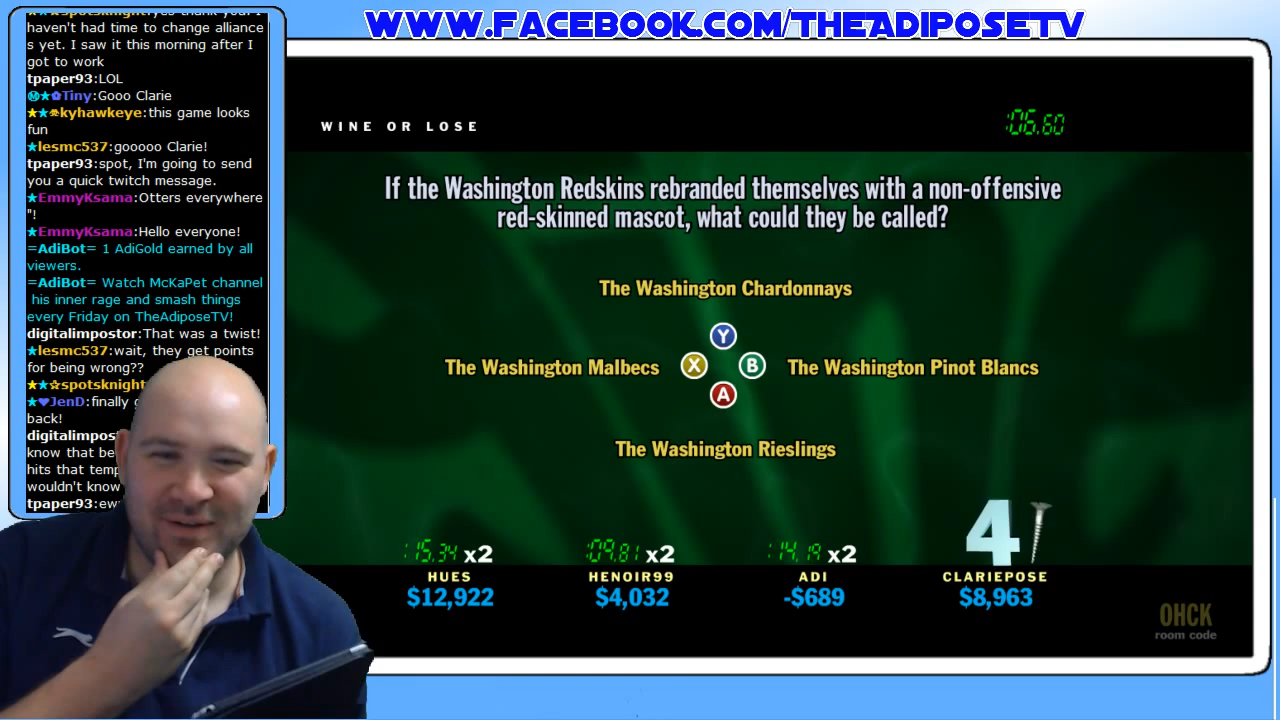 WWW.FACEBOOK.COM/THEADIPOSETV
spotsknight:yes thank you. I
haven't had time to change alliance
s yet. I saw it this morning after I
got to work
tpaper93:LOL
Tiny:Gooo Clarie
kyhawkeye:this game looks
fun
lesmc537:gooooo Clarie!
tpaper93:spot, I'm going to send
you a quick twitch message.
EmmyKsama:Otters everywhere
"!
EmmyKsama:Hello everyone!
=AdiBot= 1 AdiGold earned by all
viewers.
=AdiBot= Watch McKaPet channel
his inner rage and smash things
every Friday on TheAdiposeTV!
digitalimpostor:That was a twist!
lesmc537:wait, they get points
for being wrong??
spotsknight
JenD:finally
back!
digitalimpost
know that be
hits that temp
wouldn't know
tpaper93:ew
WINE OR LOSE
:06.60
If the Washington Redskins rebranded themselves with a non-offensive
red-skinned mascot, what could they be called?
The Washington Chardonnays
Y
The Washington Malbecs X B The Washington Pinot Blancs
A
The Washington Rieslings
:15.34 x2 :09.81 x2 :14.19 x2 4
HUES HENOIR99 ADI CLARIEPOSE
$12,922 $4,032 -$689 $8,963
OHCK
room code